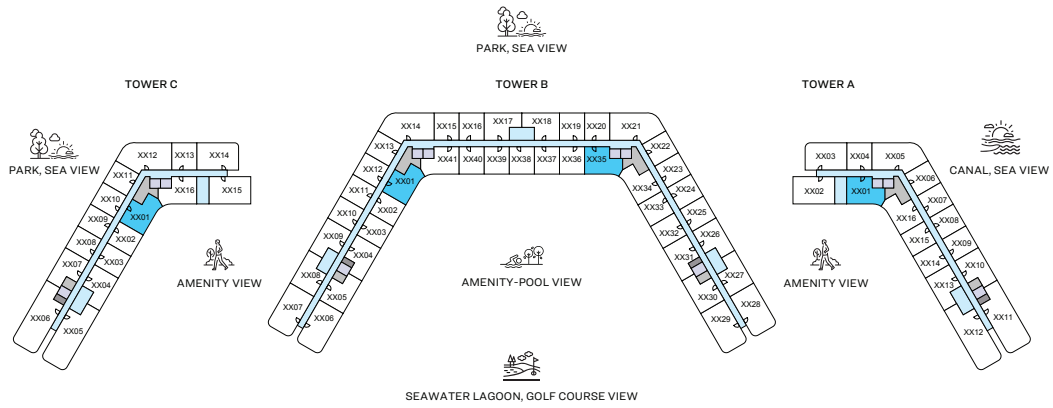 PARK, SEA VIEW
TOWER C
TOWER B
TOWER A
PARK, SEA VIEW
XX12
XX13
XX14
XX11
XX16
XX15
XX10
XX01
XX09
XX02
XX08
XX03
XX07
XX04
XX06
XX05
AMENITY VIEW
XX14
XX15
XX16
XX17
XX18
XX19
XX20
XX21
XX13
XX41
XX40
XX39
XX38
XX37
XX36
XX35
XX22
XX12
XX01
XX34
XX23
XX11
XX02
XX33
XX24
XX10
XX03
XX32
XX25
XX09
XX04
XX31
XX26
XX08
XX05
XX30
XX27
XX07
XX06
XX29
XX28
AMENITY-POOL VIEW
XX03
XX04
XX05
XX02
XX01
XX06
XX16
XX07
XX15
XX08
XX14
XX09
XX13
XX10
XX12
XX11
AMENITY VIEW
CANAL, SEA VIEW
SEAWATER LAGOON, GOLF COURSE VIEW